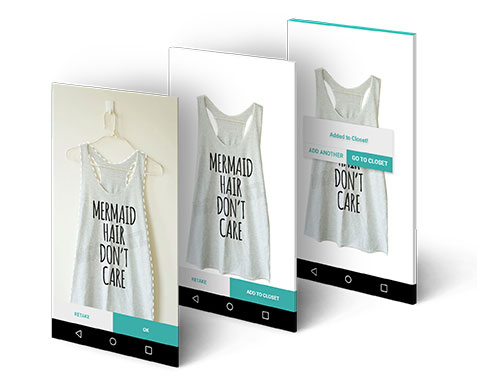 MERMAID
HAIR
DON'T
CARE
RETAKE
OK
MERMAID
HAIR
DON'T
CARE
RETAKE
ADD TO CLOSET
Added to Closet!
ADD ANOTHER
GO TO CLOSET
HAIR
DON'T
CARE